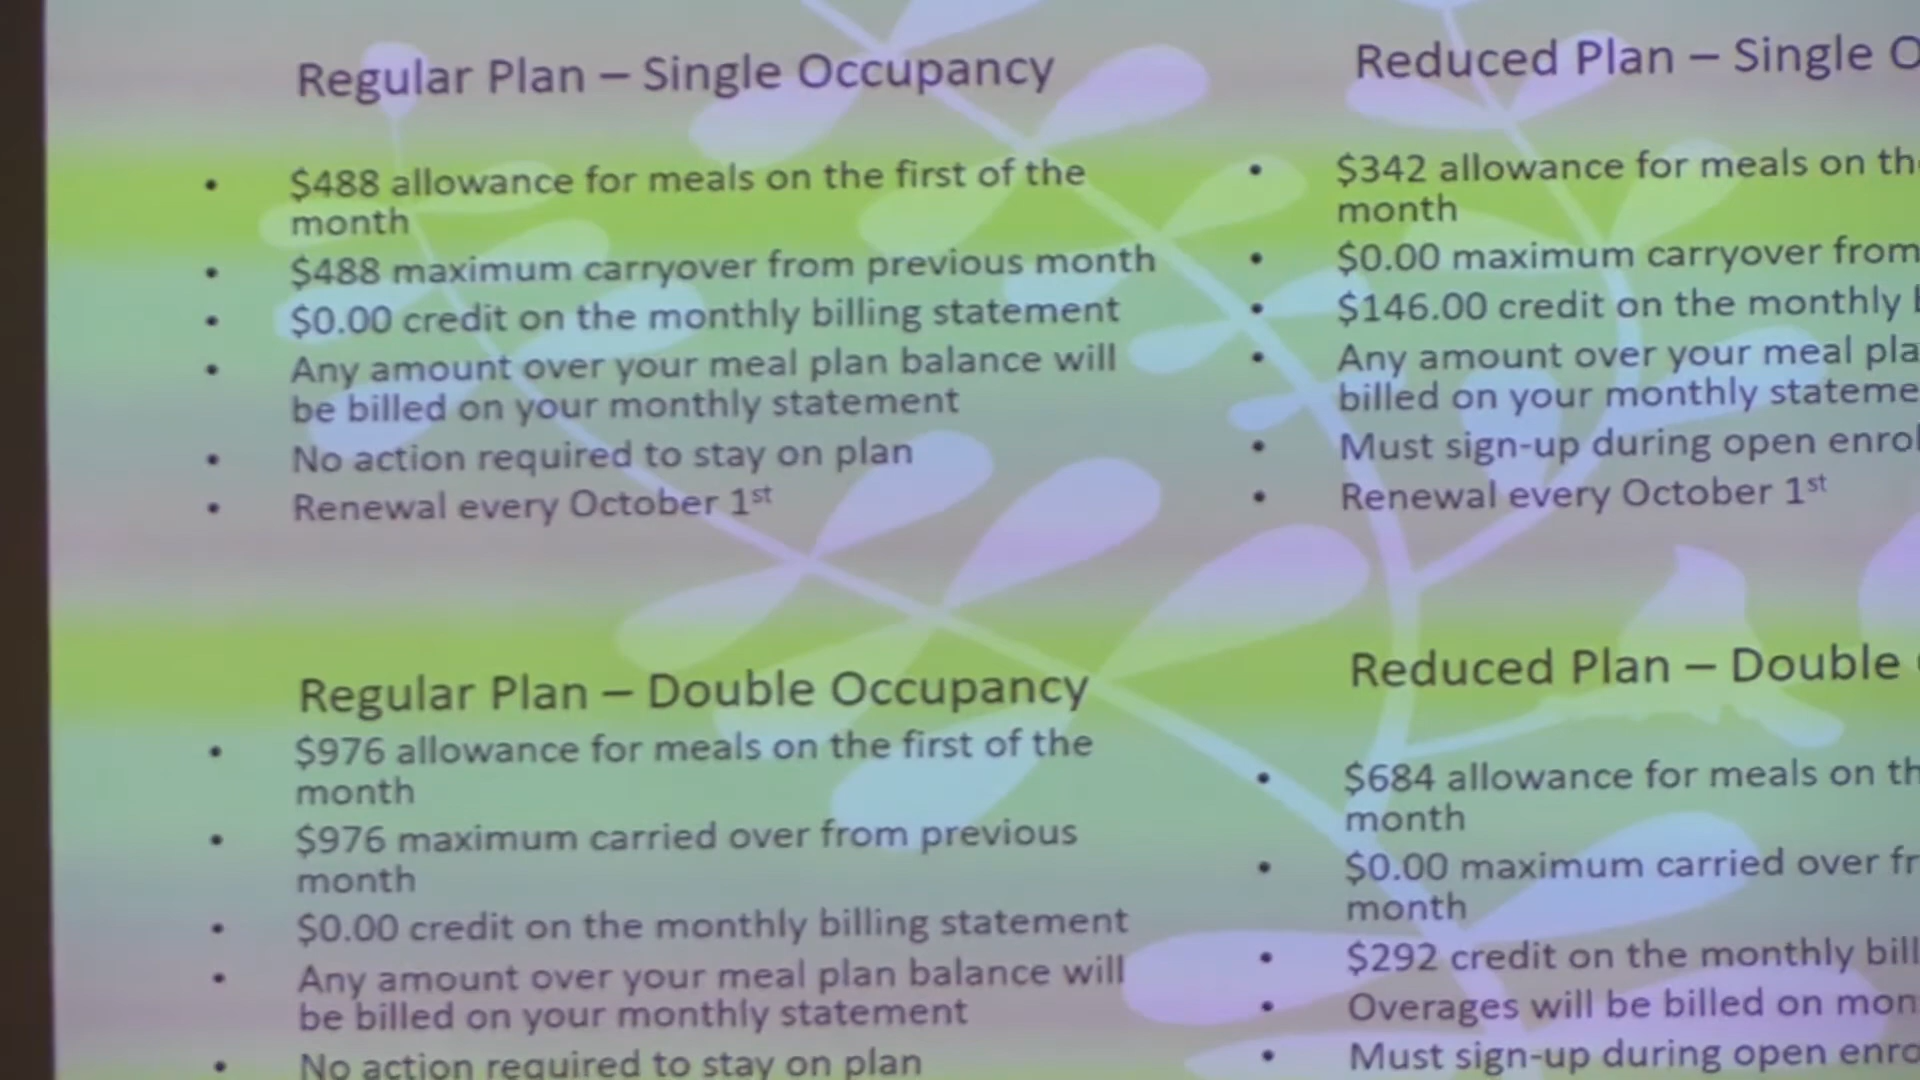 Regular Plan – Single Occupancy
• $488 allowance for meals on the first of the
month
• $488 maximum carryover from previous month
• $0.00 credit on the monthly billing statement
• Any amount over your meal plan balance will
be billed on your monthly statement
• No action required to stay on plan
• Renewal every October 1st
Reduced Plan – Single
• $342 allowance for meals on
month
• $0.00 maximum carryover from
• $146.00 credit on the monthly
• Any amount over your meal
billed on your monthly
• Must sign-up during open
• Renewal every October 1st
Regular Plan – Double Occupancy
• $976 allowance for meals on the first of the
month
• $976 maximum carried over from previous
month
• $0.00 credit on the monthly billing statement
• Any amount over your meal plan balance will
be billed on your monthly statement
• No action required to stay on plan
Reduced Plan – Double
• $684 allowance for meals on
month
• $0.00 maximum carried over
month
• $292 credit on the monthly
• Overages will be billed on
• Must sign-up during open